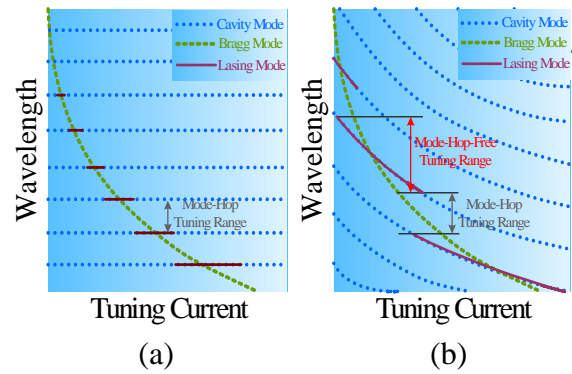 Cavity Mode
Bragg Mode
Lasing Mode
Mode-Hop
Tuning Range
Wavelength
Tuning Current
(a)
Cavity Mode
Bragg Mode
Lasing Mode
Mode-Hop-Free
Tuning Range
Mode-Hop
Tuning Range
Wavelength
Tuning Current
(b)